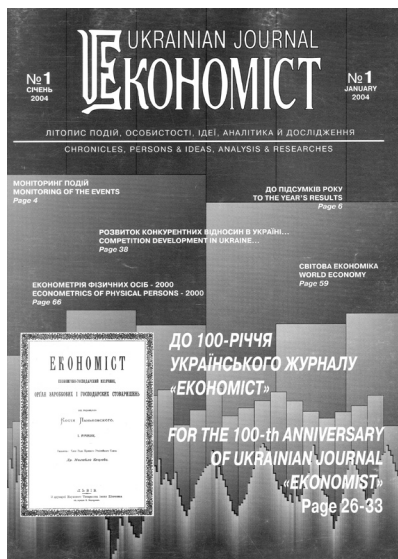 UKRAINIAN JOURNAL
ЕКОНОМІСТ
№1
СІЧЕНЬ
2004
№1
JANUARY
2004
ЛІТОПИС ПОДІЙ, ОСОБИСТОСТІ, ІДЕЇ, АНАЛІТИКА Й ДОСЛІДЖЕННЯ
CHRONICLES, PERSONS & IDEAS, ANALYSIS & RESEARCHES
МОНІТОРИНГ ПОДІЙ
MONITORING OF THE EVENTS
Page 4
ДО ПІДСУМКІВ РОКУ
TO THE YEAR'S RESULTS
Page 6
РОЗВИТОК КОНКУРЕНТНИХ ВІДНОСИН В УКРАЇНІ...
COMPETITION DEVELOPMENT IN UKRAINE...
Page 38
СВІТОВА ЕКОНОМІКА
WORLD ECONOMY
Page 59
ЕКОНОМЕТРІЯ ФІЗИЧНИХ ОСІБ - 2000
ECONOMETRICS OF PHYSICAL PERSONS - 2000
Page 66
ДО 100-РІЧЧЯ
УКРАЇНСЬКОГО ЖУРНАЛУ
«ЕКОНОМІСТ»
FOR THE 100-th ANNIVERSARY
OF UKRAINIAN JOURNAL
«EKONOMIST»
Page 26-33
ЕКОНОМІСТ